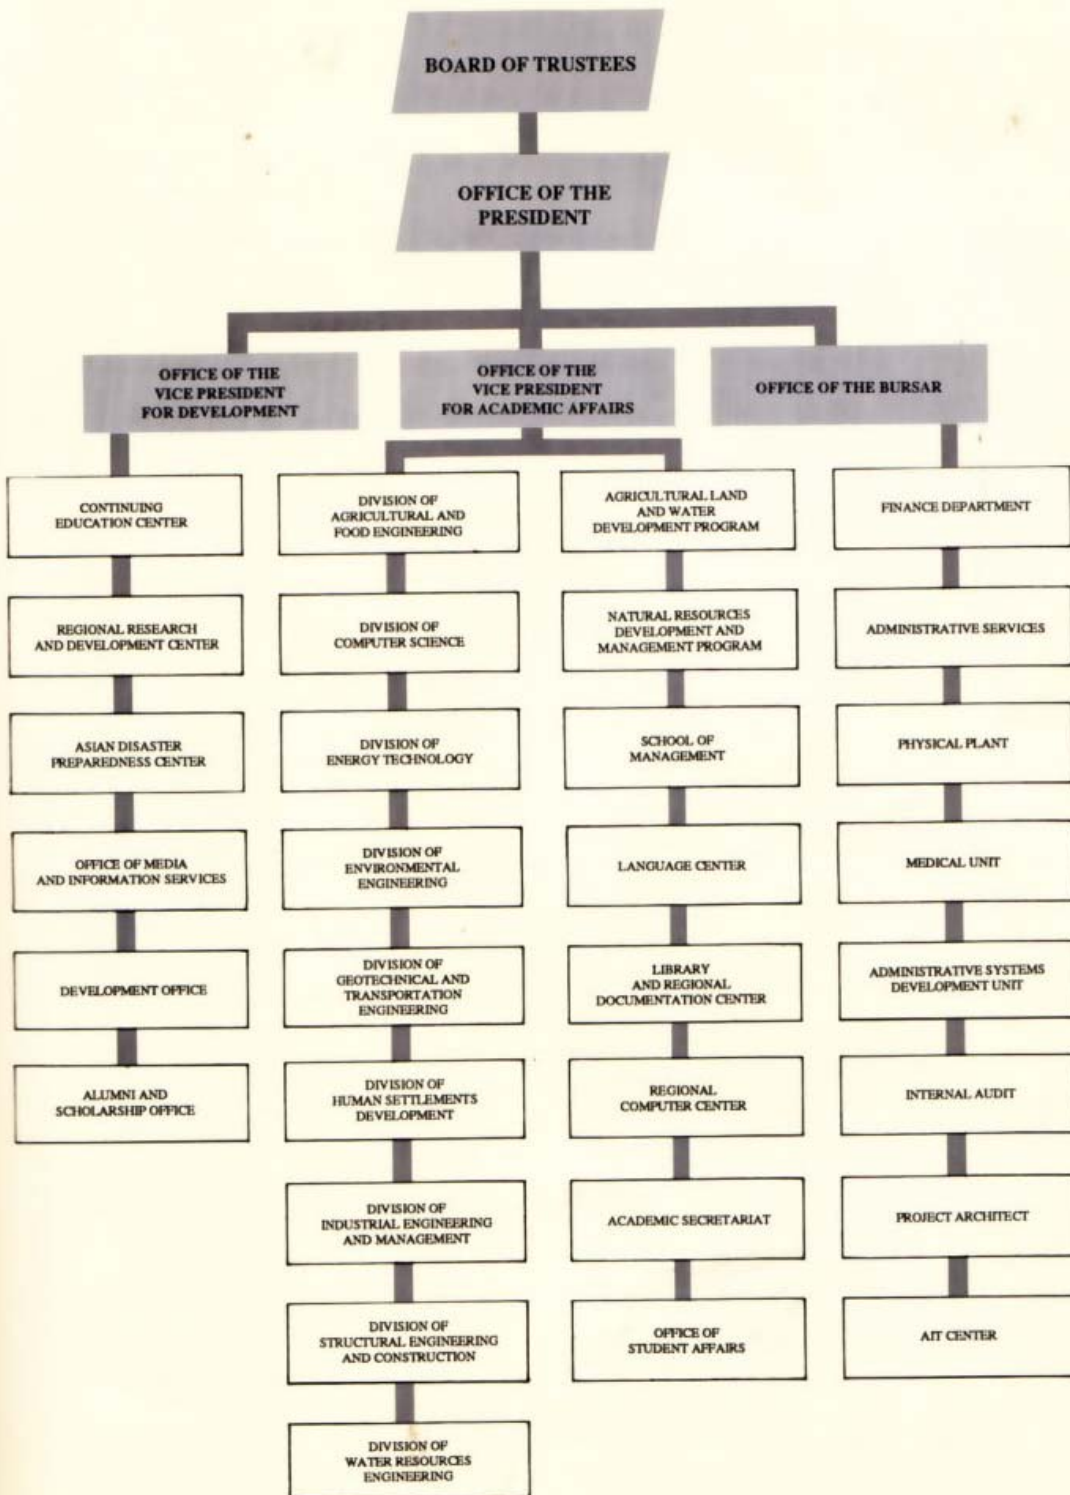 BOARD OF TRUSTEES
OFFICE OF THE
PRESIDENT
OFFICE OF THE
VICE PRESIDENT
FOR DEVELOPMENT
OFFICE OF THE
VICE PRESIDENT
FOR ACADEMIC AFFAIRS
OFFICE OF THE BURSAR
CONTINUING
EDUCATION CENTER
REGIONAL RESEARCH
AND DEVELOPMENT CENTER
ASIAN DISASTER
PREPAREDNESS CENTER
OFFICE OF MEDIA
AND INFORMATION SERVICES
DEVELOPMENT OFFICE
ALUMNI AND
SCHOLARSHIP OFFICE
DIVISION OF
AGRICULTURAL AND
FOOD ENGINEERING
DIVISION OF
COMPUTER SCIENCE
DIVISION OF
ENERGY TECHNOLOGY
DIVISION OF
ENVIRONMENTAL
ENGINEERING
DIVISION OF
GEOTECHNICAL AND
TRANSPORTATION
ENGINEERING
DIVISION OF
HUMAN SETTLEMENTS
DEVELOPMENT
DIVISION OF
INDUSTRIAL ENGINEERING
AND MANAGEMENT
DIVISION OF
STRUCTURAL ENGINEERING
AND CONSTRUCTION
DIVISION OF
WATER RESOURCES
ENGINEERING
AGRICULTURAL LAND
AND WATER
DEVELOPMENT PROGRAM
NATURAL RESOURCES
DEVELOPMENT AND
MANAGEMENT PROGRAM
SCHOOL OF
MANAGEMENT
LANGUAGE CENTER
LIBRARY
AND REGIONAL
DOCUMENTATION CENTER
REGIONAL
COMPUTER CENTER
ACADEMIC SECRETARIAT
OFFICE OF
STUDENT AFFAIRS
FINANCE DEPARTMENT
ADMINISTRATIVE SERVICES
PHYSICAL PLANT
MEDICAL UNIT
ADMINISTRATIVE SYSTEMS
DEVELOPMENT UNIT
INTERNAL AUDIT
PROJECT ARCHITECT
AIT CENTER